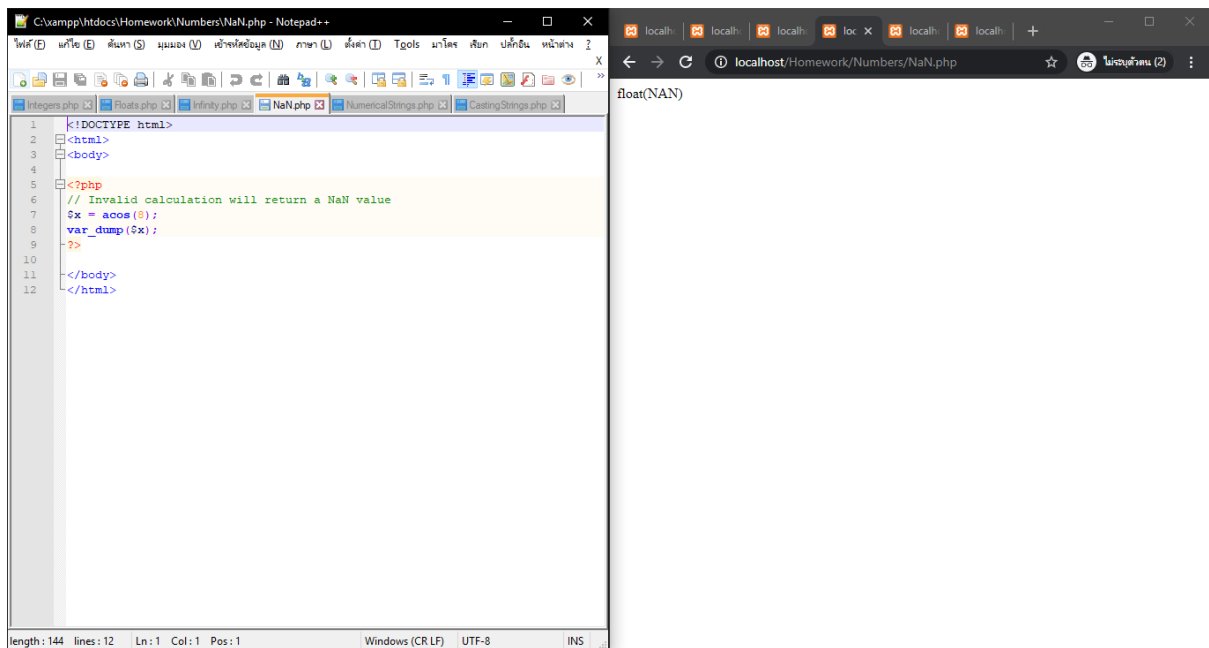 C:\xampp\htdocs\Homework\Numbers\NaN.php - Notepad++
ไฟล์ (F) แก้ไข (E) ค้นหา (S) มุมมอง (V) เข้ารหัสข้อมูล (N) ภาษา (L) ตั้งค่า (T) Tools มาโคร เรียก ปลั๊กอิน หน้าต่าง ?
X
Integers.php Floats.php Infinity.php NaN.php NumericalStrings.php CastingStrings.php
1 <!DOCTYPE html>
2 <html>
3 <body>
4
5 <?php
6 // Invalid calculation will return a NaN value
7 $x = acos(8);
8 var_dump($x);
9 ?>
10
11 </body>
12 </html>
length : 144 lines : 12 Ln : 1 Col : 1 Pos : 1 Windows (CR LF) UTF-8 INS
localh localh localh loc localh localh
localhost/Homework/Numbers/NaN.php ไม่ระบุตัวตน (2)
float(NAN)